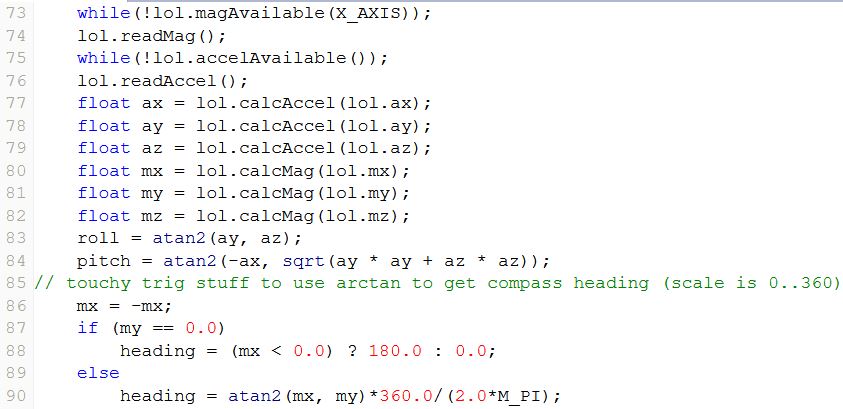 73 while(!lol.magAvailable(X_AXIS));
74 lol.readMag();
75 while(!lol.accelAvailable());
76 lol.readAccel();
77 float ax = lol.calcAccel(lol.ax);
78 float ay = lol.calcAccel(lol.ay);
79 float az = lol.calcAccel(lol.az);
80 float mx = lol.calcMag(lol.mx);
81 float my = lol.calcMag(lol.my);
82 float mz = lol.calcMag(lol.mz);
83 roll = atan2(ay, az);
84 pitch = atan2(-ax, sqrt(ay * ay + az * az));
85 // touchy trig stuff to use arctan to get compass heading (scale is 0..360)
86 mx = -mx;
87 if (my == 0.0)
88 heading = (mx < 0.0) ? 180.0 : 0.0;
89 else
90 heading = atan2(mx, my)*360.0/(2.0*M_PI);